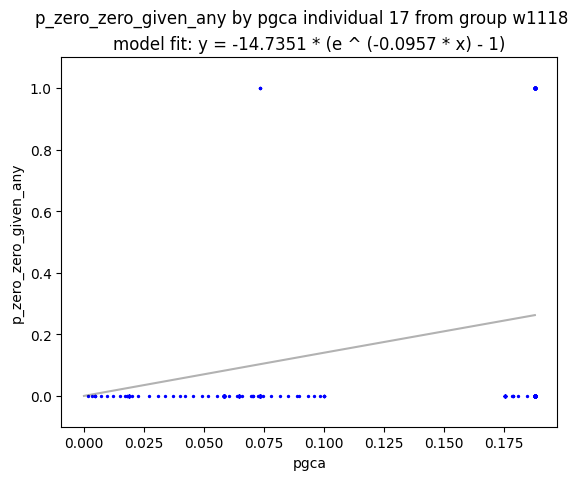 p_zero_zero_given_any by pgca individual 17 from group w1118
model fit: y = -14.7351 * (e ^ (-0.0957 * x) - 1)
1.0
0.8
0.6
0.4
0.2
0.0
p_zero_zero_given_any
0.000 0.025 0.050 0.075 0.100 0.125 0.150 0.175
pgca